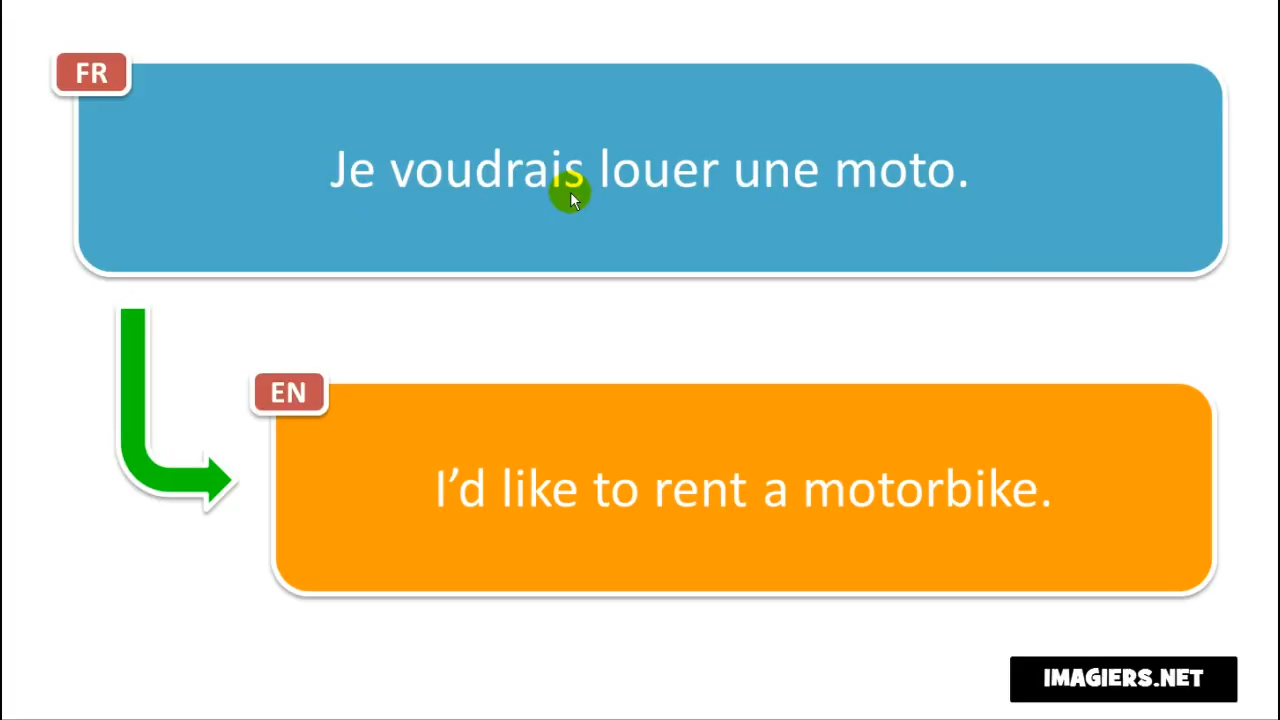 FR
Je voudrais louer une moto.
EN
I’d like to rent a motorbike.
IMAGIERS.NET